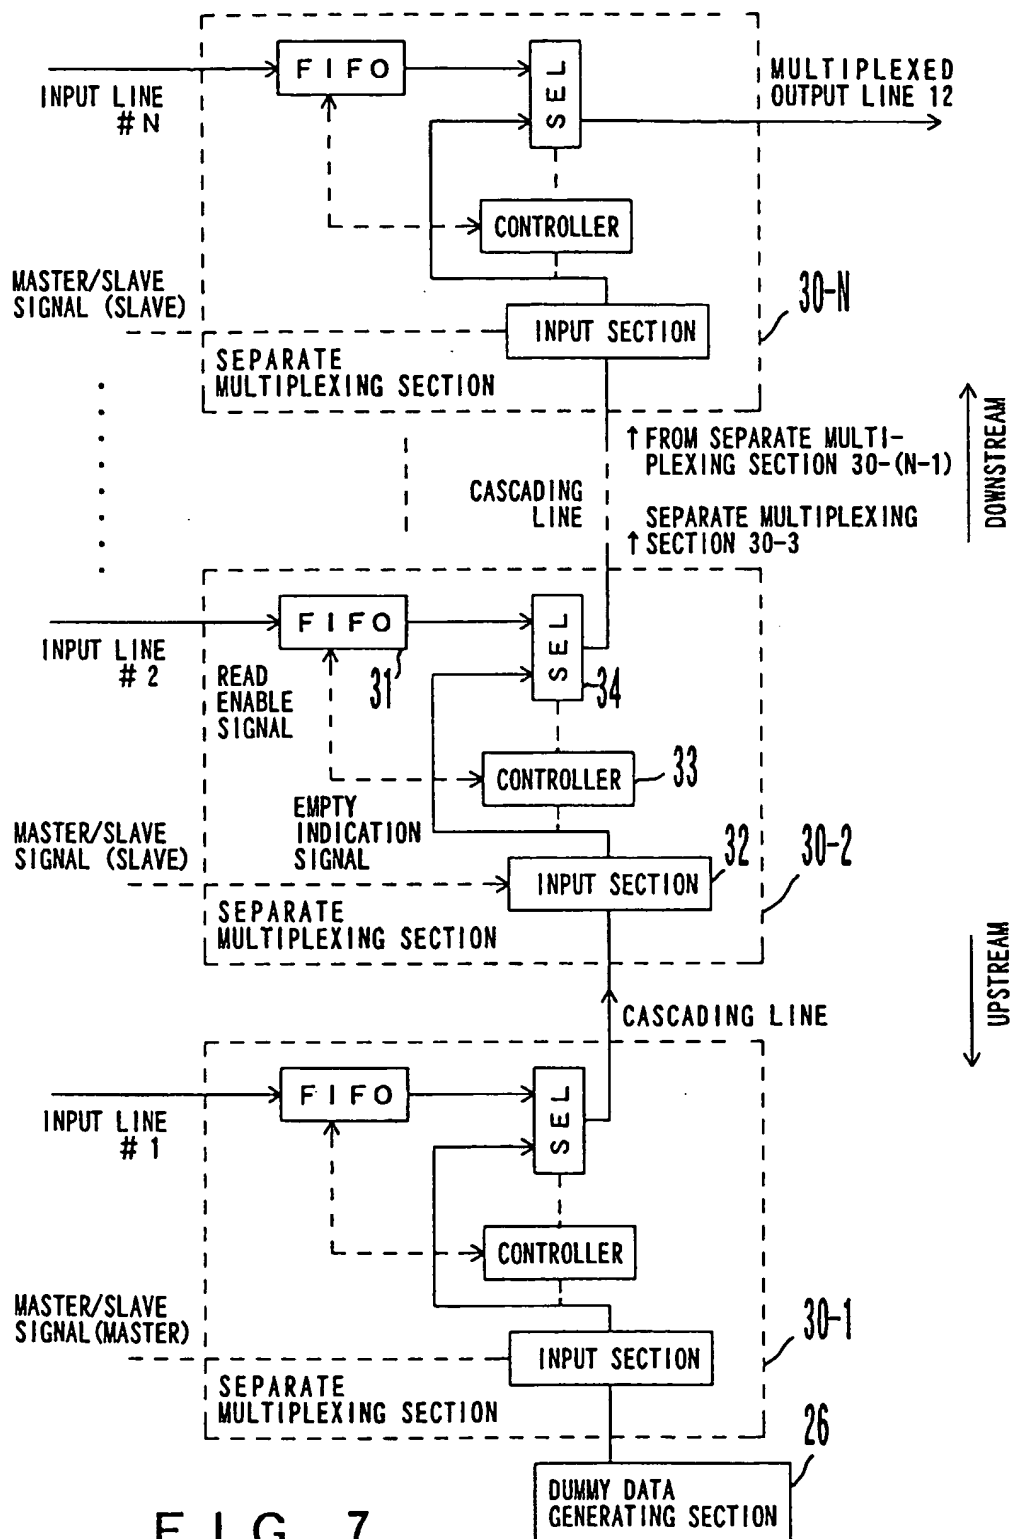 FIFO
SEL
MULTIPLEXED
OUTPUT LINE 12
INPUT LINE
# N
CONTROLLER
MASTER/SLAVE
SIGNAL (SLAVE)
30-N
INPUT SECTION
SEPARATE
MULTIPLEXING SECTION
↑ FROM SEPARATE MULTI-
PLEXING SECTION 30-(N-1)
CASCADING
LINE
SEPARATE MULTIPLEXING
↑ SECTION 30-3
DOWNSTREAM
FIFO
SEL
INPUT LINE
# 2
31
34
READ
ENABLE
SIGNAL
CONTROLLER
33
EMPTY
INDICATION
SIGNAL
MASTER/SLAVE
SIGNAL (SLAVE)
32
30-2
INPUT SECTION
SEPARATE
MULTIPLEXING SECTION
UPSTREAM
CASCADING LINE
FIFO
SEL
INPUT LINE
# 1
CONTROLLER
MASTER/SLAVE
SIGNAL(MASTER)
30-1
INPUT SECTION
SEPARATE
MULTIPLEXING SECTION
26
DUMMY DATA
GENERATING SECTION
FIG. 7